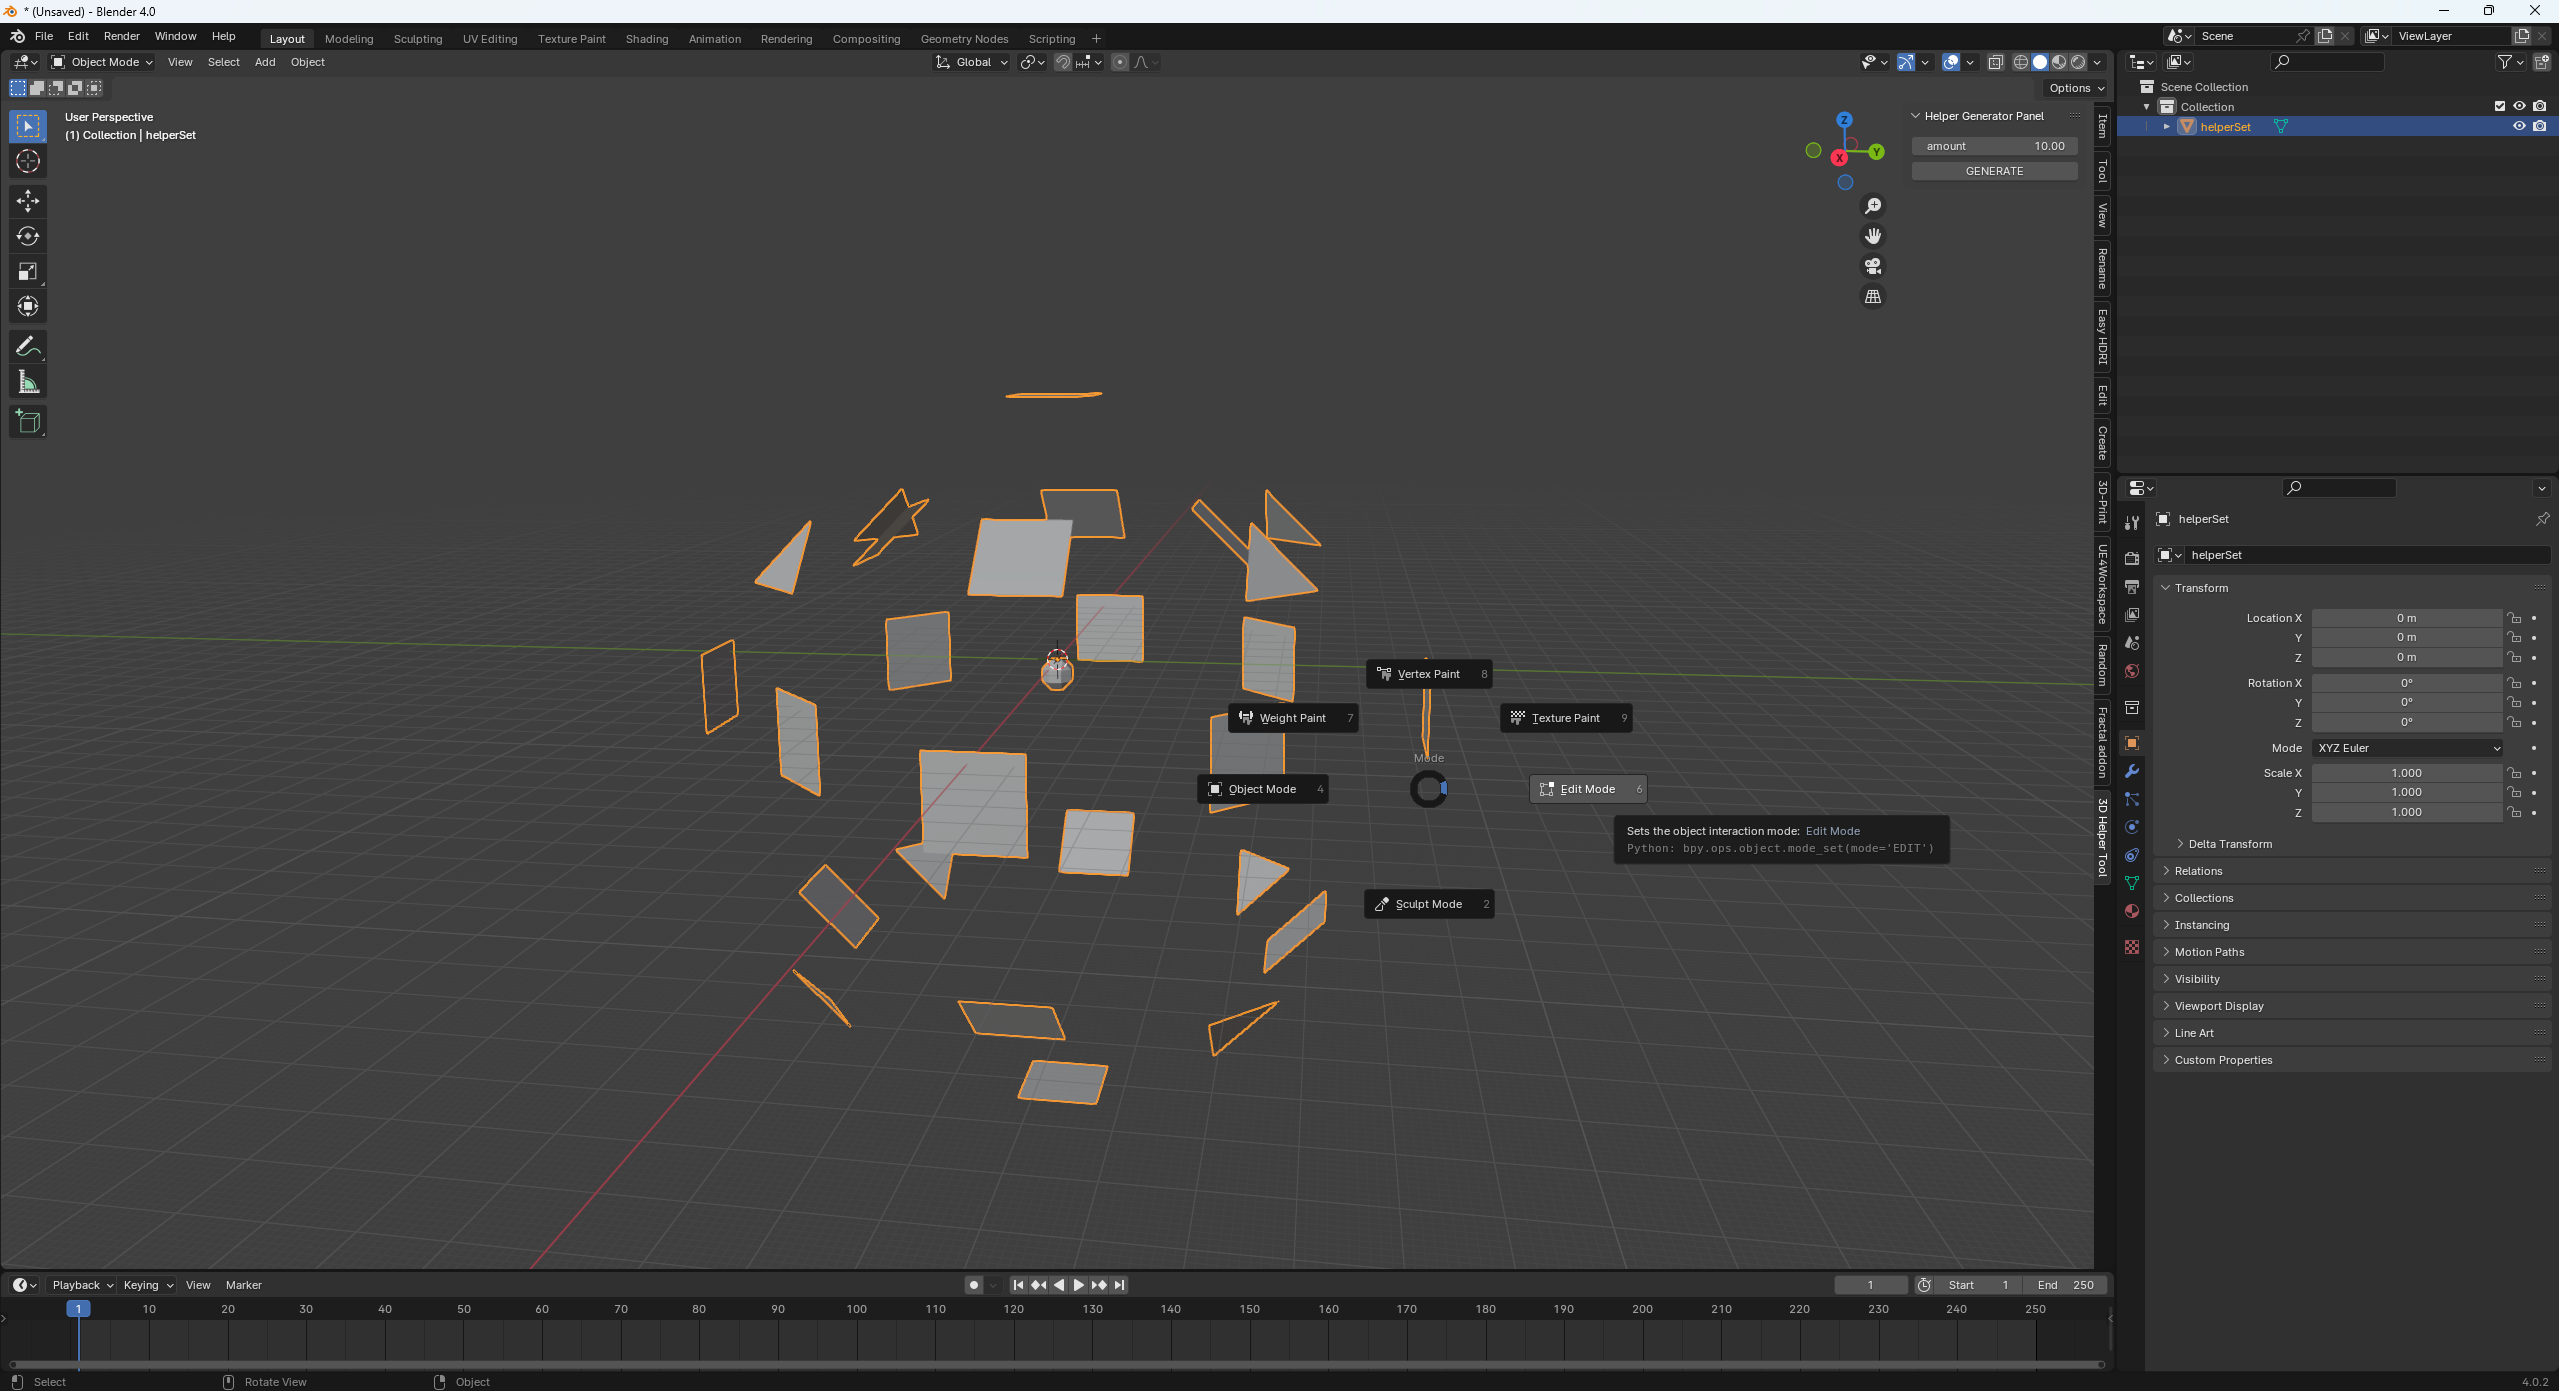 * (Unsaved) - Blender 4.0
File Edit Render Window Help Layout Modeling Sculpting UV Editing Texture Paint Shading Animation Rendering Compositing Geometry Nodes Scripting + Scene ViewLayer
Object Mode View Select Add Object Global
Options
User Perspective
(1) Collection | helperSet
Z
Y
X
Helper Generator Panel
amount 10.00
GENERATE
Item
Tool
View
Rename
Easy HDRI
Edit
Create
3D-Print
UE4Workspace
Random
Fractal addon
3D Helper Tool
Scene Collection
Collection
helperSet
Vertex Paint 8
Weight Paint 7
Texture Paint 9
Mode
Object Mode 4
Edit Mode 6
Sets the object interaction mode: Edit Mode
Python: bpy.ops.object.mode_set(mode='EDIT')
Sculpt Mode 2
helperSet
helperSet
Transform
Location X 0 m
Y 0 m
Z 0 m
Rotation X 0°
Y 0°
Z 0°
Mode XYZ Euler
Scale X 1.000
Y 1.000
Z 1.000
Delta Transform
Relations
Collections
Instancing
Motion Paths
Visibility
Viewport Display
Line Art
Custom Properties
Playback Keying View Marker 1 Start 1 End 250
1 10 20 30 40 50 60 70 80 90 100 110 120 130 140 150 160 170 180 190 200 210 220 230 240 250
Select Rotate View Object 4.0.2